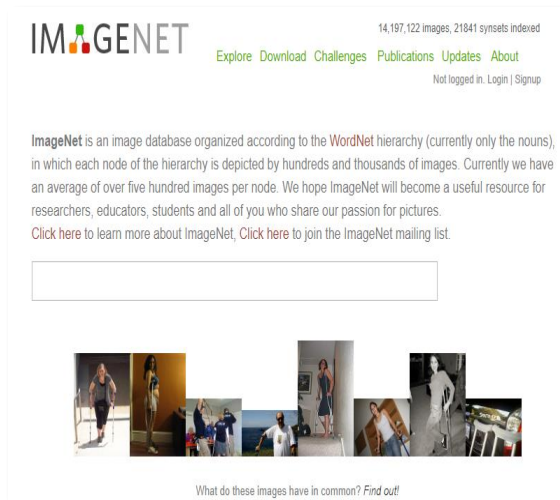 IMAGENET
14,197,122 images, 21841 synsets indexed
Explore Download Challenges Publications Updates About
Not logged in. Login | Signup
ImageNet is an image database organized according to the WordNet hierarchy (currently only the nouns),
in which each node of the hierarchy is depicted by hundreds and thousands of images. Currently we have
an average of over five hundred images per node. We hope ImageNet will become a useful resource for
researchers, educators, students and all of you who share our passion for pictures.
Click here to learn more about ImageNet, Click here to join the ImageNet mailing list.
What do these images have in common? Find out!